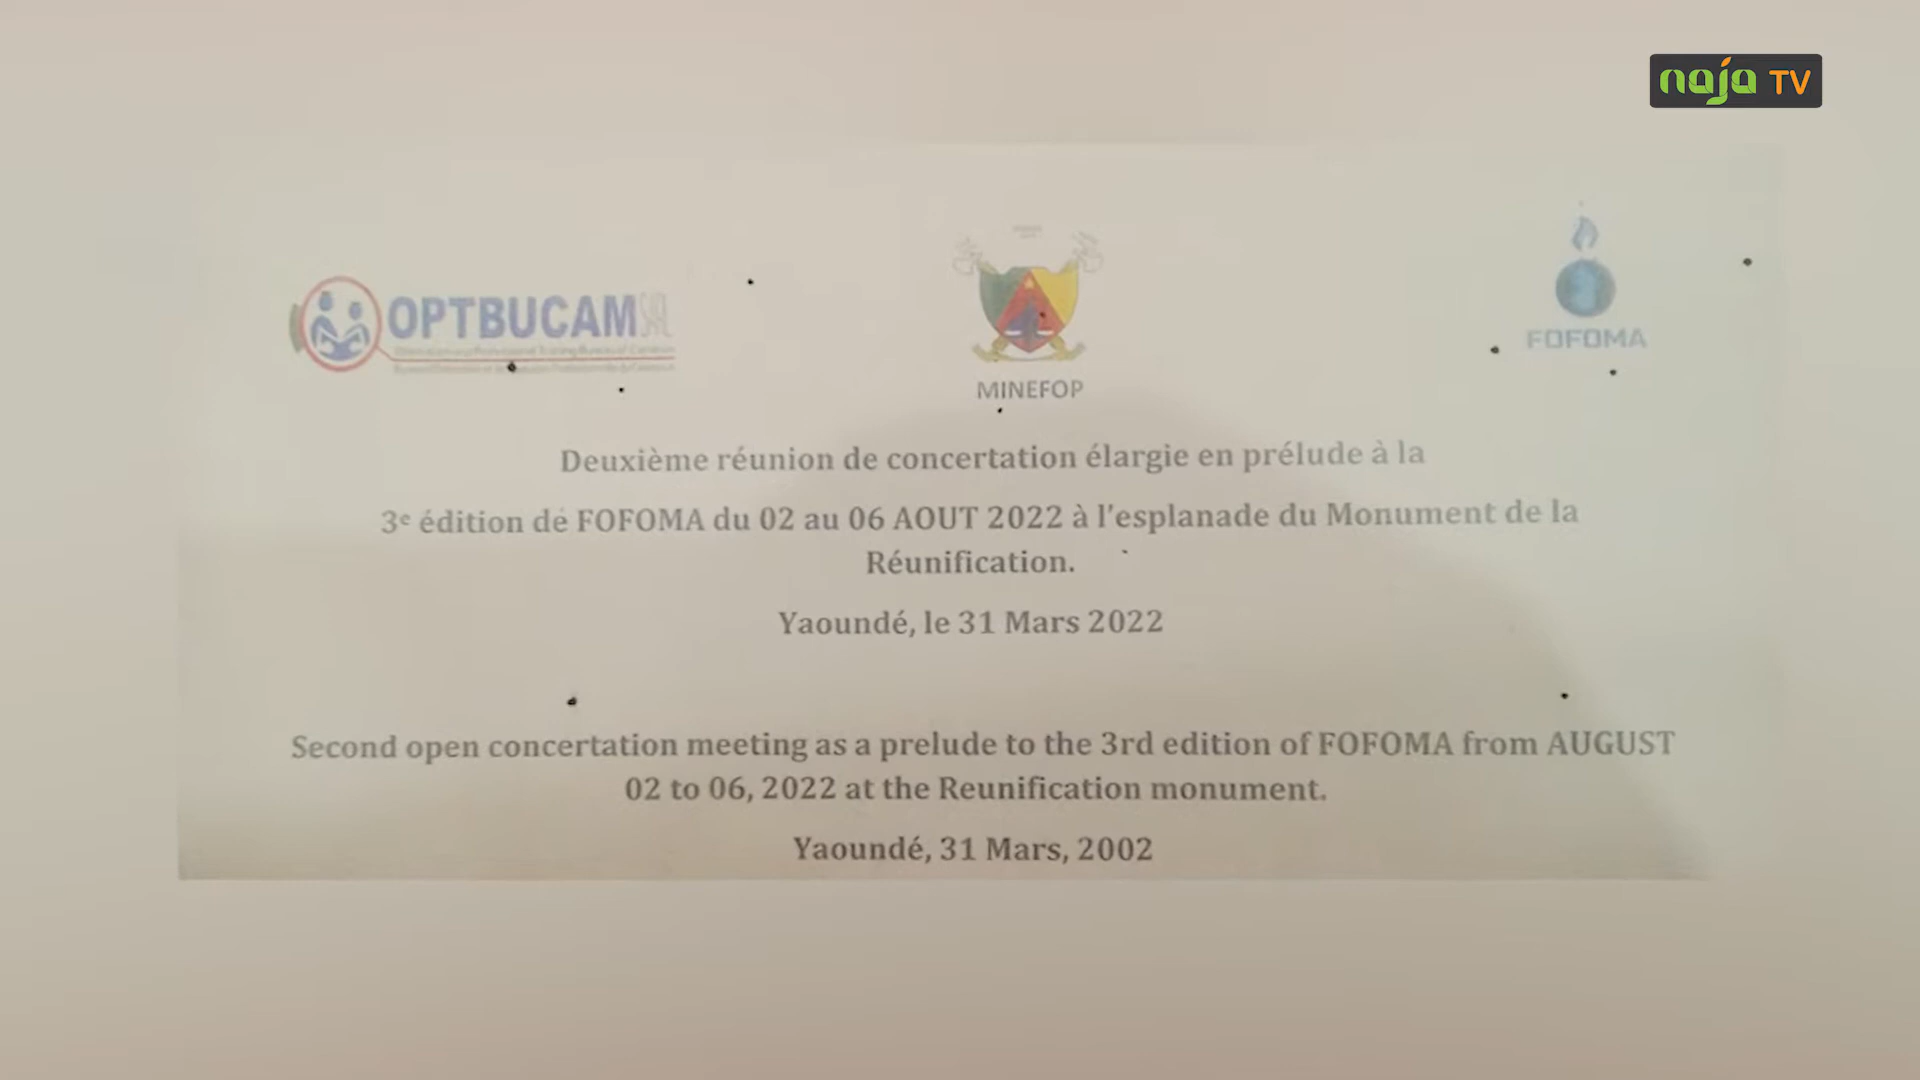 naja TV
OPTBUCAM SARL
MINEFOP
FOFOMA
Deuxième réunion de concertation élargie en prélude à la
3e édition de FOFOMA du 02 au 06 AOUT 2022 à l'esplanade du Monument de la
Réunification.
Yaoundé, le 31 Mars 2022
Second open concertation meeting as a prelude to the 3rd edition of FOFOMA from AUGUST
02 to 06, 2022 at the Reunification monument.
Yaoundé, 31 Mars, 2002